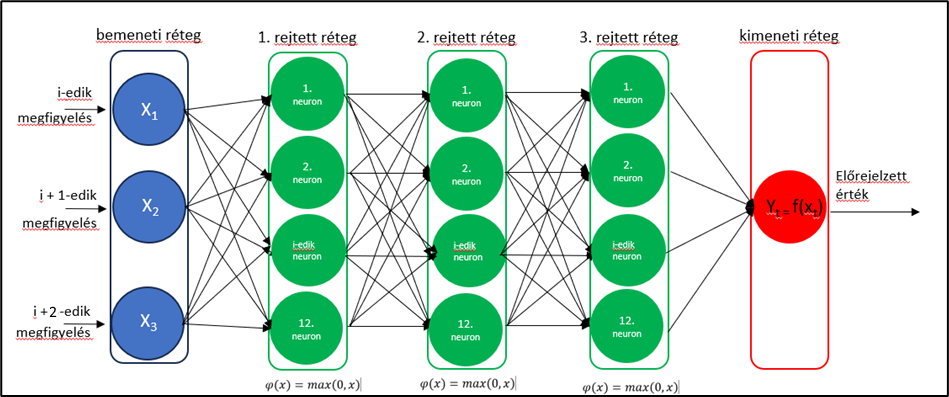 bemeneti réteg
1. rejtett réteg
2. rejtett réteg
3. rejtett réteg
kimeneti réteg
i-edik
megfigyelés
i + 1-edik
megfigyelés
i +2 -edik
megfigyelés
X1
X2
X3
1.
neuron
2.
neuron
i-edik
neuron
12.
neuron
φ(x) = max(0, x)
1.
neuron
2.
neuron
i-edik
neuron
12.
neuron
φ(x) = max(0, x)
1.
neuron
2.
neuron
i-edik
neuron
12.
neuron
φ(x) = max(0, x)
Y1 = f(x1)
Előrejelzett
érték